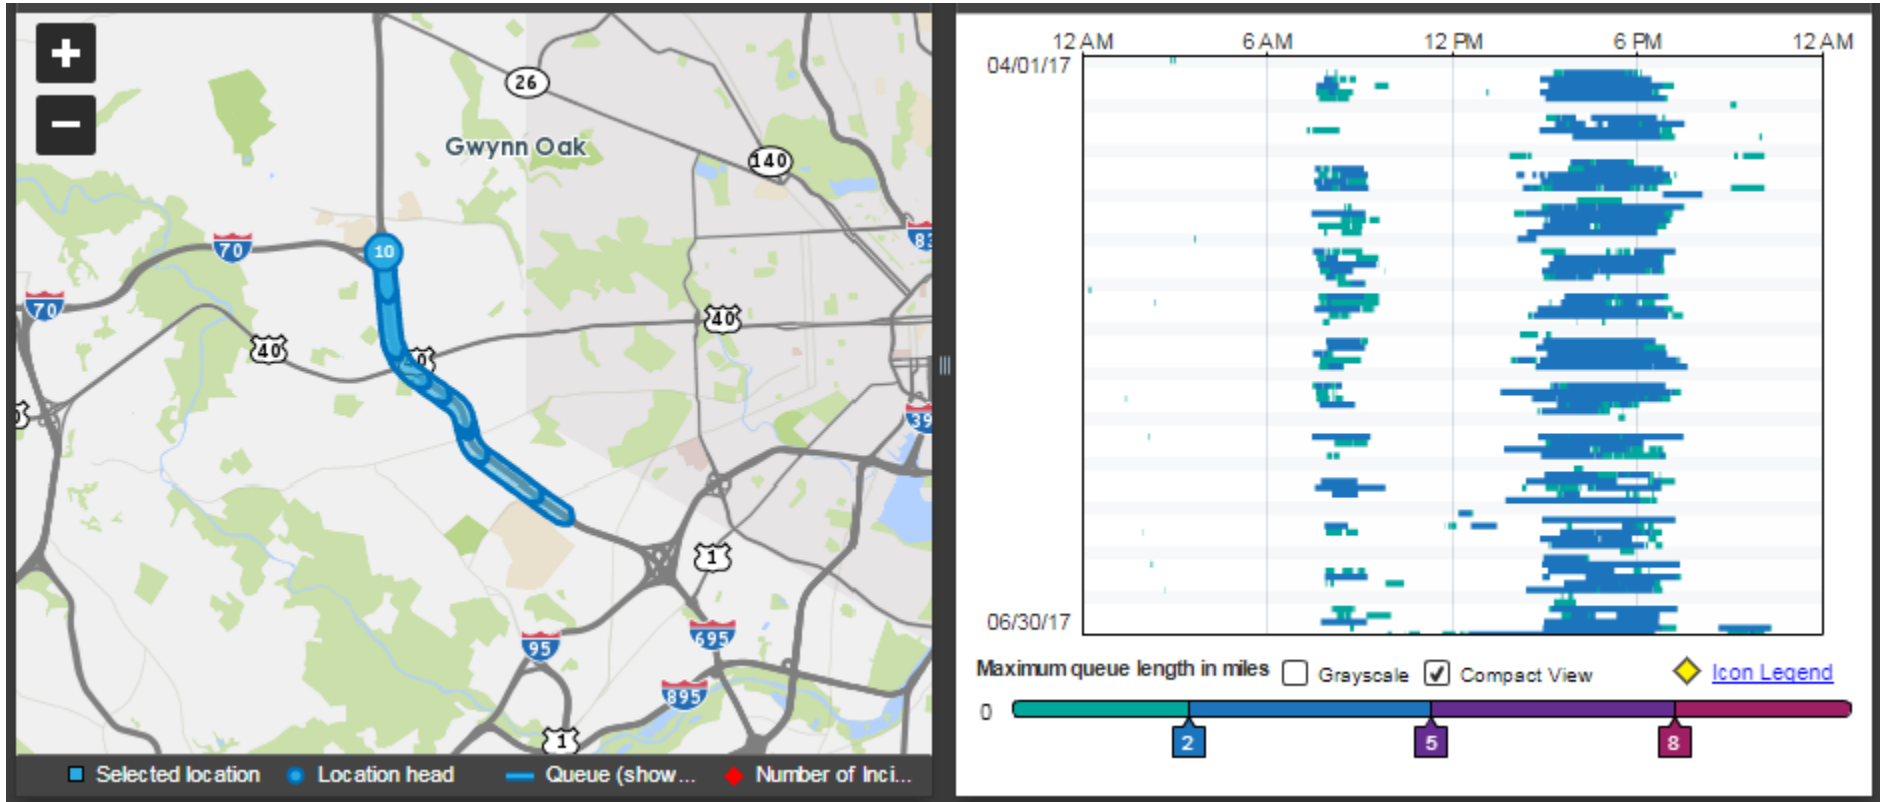 +
−
26
Gwynn Oak
140
83
70
10
70
40
40
1
695
95
895
1
Selected location
Location head
Queue (show...
Number of Inci...
12 AM 6 AM 12 PM 6 PM 12 AM
04/01/17
06/30/17
Maximum queue length in miles
Grayscale
Compact View
Icon Legend
0
2 5 8